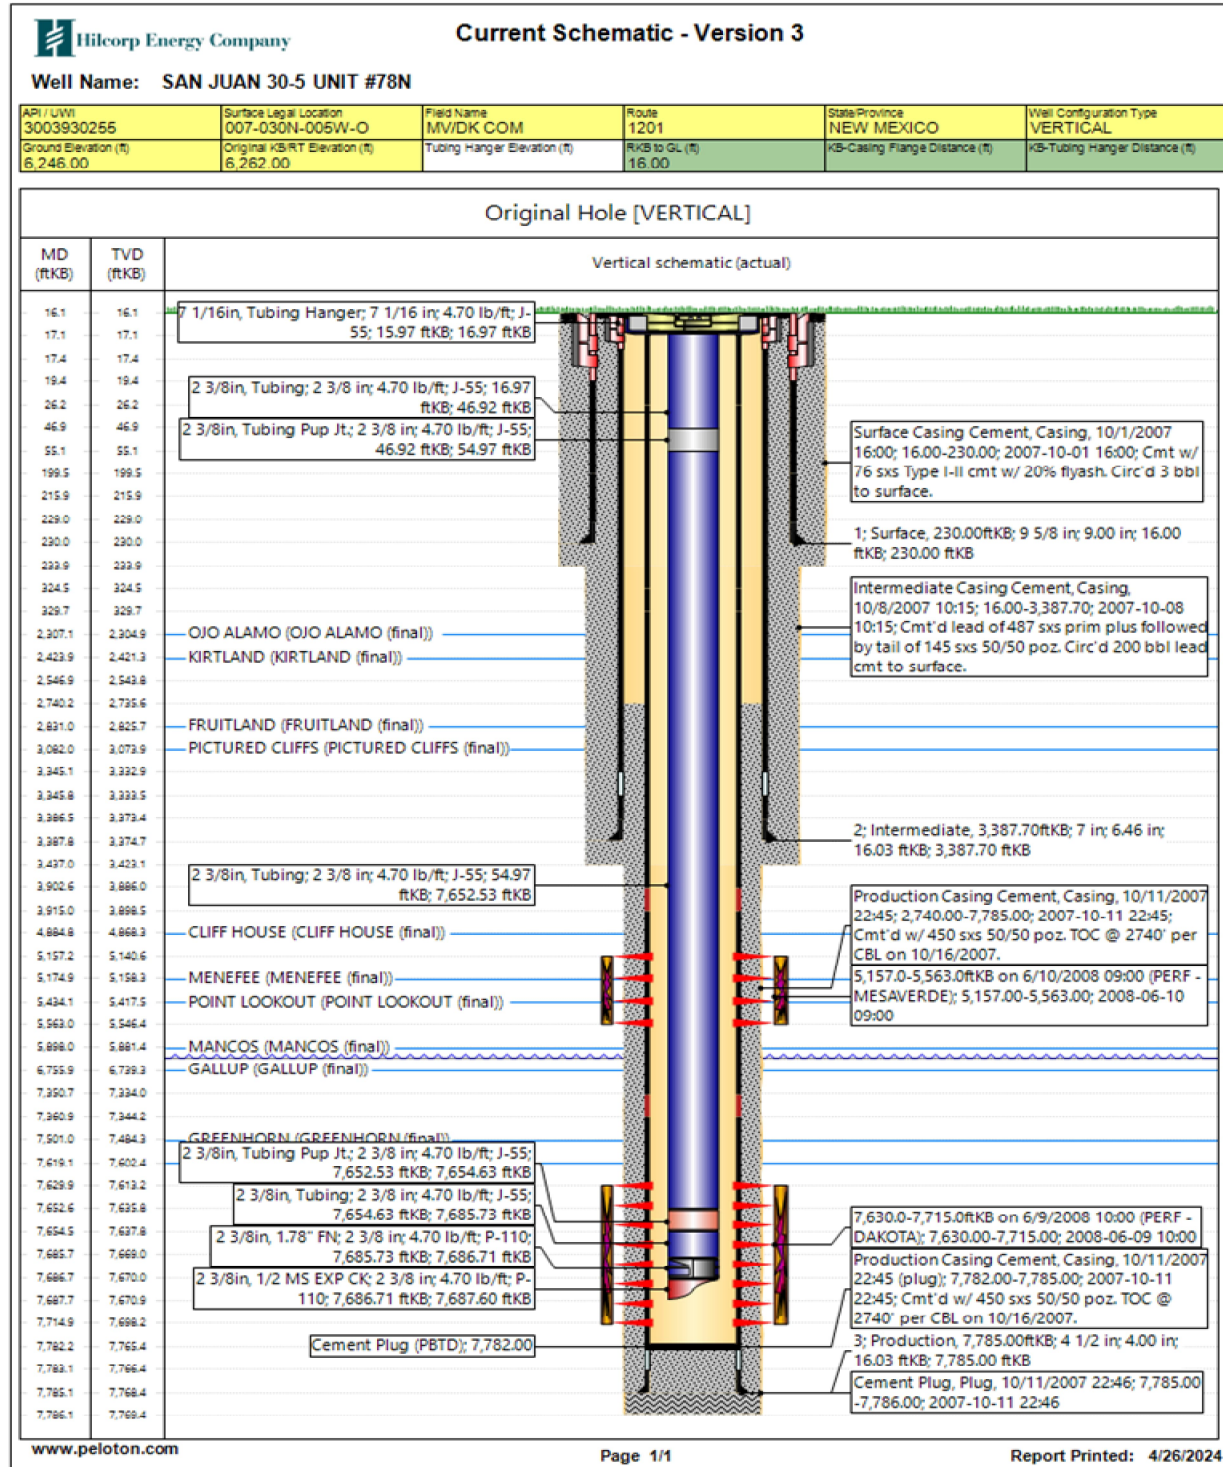 Hilcorp Energy Company
Current Schematic - Version 3
Well Name: SAN JUAN 30-5 UNIT #78N
API / UWI
3003930255
Surface Legal Location
007-030N-005W-O
Field Name
MV/DK COM
Route
1201
State/Province
NEW MEXICO
Well Configuration Type
VERTICAL
Ground Elevation (ft)
6,246.00
Original KB/RT Elevation (ft)
6,262.00
Tubing Hanger Elevation (ft)
RKB to GL (ft)
16.00
KB-Casing Flange Distance (ft)
KB-Tubing Hanger Distance (ft)
Original Hole [VERTICAL]
MD
(ftKB)
TVD
(ftKB)
Vertical schematic (actual)
16.1 16.1
17.1 17.1
17.4 17.4
19.4 19.4
26.2 26.2
46.9 46.9
55.1 55.1
199.5 199.5
215.9 215.9
229.0 229.0
230.0 230.0
233.9 233.9
324.5 324.5
329.7 329.7
2,307.1 2,304.9
2,423.9 2,421.3
2,546.9 2,543.8
2,740.2 2,735.6
2,831.0 2,825.7
3,082.0 3,073.9
3,345.1 3,332.9
3,345.8 3,333.5
3,386.5 3,373.4
3,387.8 3,374.7
3,437.0 3,423.1
3,902.6 3,886.0
3,915.0 3,898.5
4,884.8 4,868.3
5,157.2 5,140.6
5,174.9 5,158.3
5,434.1 5,417.5
5,563.0 5,546.4
5,898.0 5,881.4
6,755.9 6,739.3
7,350.7 7,334.0
7,360.9 7,344.2
7,501.0 7,484.3
7,619.1 7,602.4
7,629.9 7,613.2
7,652.6 7,635.8
7,654.5 7,637.8
7,685.7 7,669.0
7,686.7 7,670.0
7,687.7 7,670.9
7,714.9 7,698.2
7,782.2 7,765.4
7,783.1 7,766.4
7,785.1 7,768.4
7,786.1 7,769.4
7 1/16in, Tubing Hanger; 7 1/16 in; 4.70 lb/ft; J-
55; 15.97 ftKB; 16.97 ftKB
2 3/8in, Tubing; 2 3/8 in; 4.70 lb/ft; J-55; 16.97
ftKB; 46.92 ftKB
2 3/8in, Tubing Pup Jt.; 2 3/8 in; 4.70 lb/ft; J-55;
46.92 ftKB; 54.97 ftKB
OJO ALAMO (OJO ALAMO (final))
KIRTLAND (KIRTLAND (final))
FRUITLAND (FRUITLAND (final))
PICTURED CLIFFS (PICTURED CLIFFS (final))
2 3/8in, Tubing; 2 3/8 in; 4.70 lb/ft; J-55; 54.97
ftKB; 7,652.53 ftKB
CLIFF HOUSE (CLIFF HOUSE (final))
MENEFEE (MENEFEE (final))
POINT LOOKOUT (POINT LOOKOUT (final))
MANCOS (MANCOS (final))
GALLUP (GALLUP (final))
GREENHORN (GREENHORN (final))
2 3/8in, Tubing Pup Jt.; 2 3/8 in; 4.70 lb/ft; J-55;
7,652.53 ftKB; 7,654.63 ftKB
2 3/8in, Tubing; 2 3/8 in; 4.70 lb/ft; J-55;
7,654.63 ftKB; 7,685.73 ftKB
2 3/8in, 1.78" FN; 2 3/8 in; 4.70 lb/ft; P-110;
7,685.73 ftKB; 7,686.71 ftKB
2 3/8in, 1/2 MS EXP CK; 2 3/8 in; 4.70 lb/ft; P-
110; 7,686.71 ftKB; 7,687.60 ftKB
Cement Plug (PBTD); 7,782.00
Surface Casing Cement, Casing, 10/1/2007
16:00; 16.00-230.00; 2007-10-01 16:00; Cmt w/
76 sxs Type I-II cmt w/ 20% flyash. Circ'd 3 bbl
to surface.
1; Surface, 230.00ftKB; 9 5/8 in; 9.00 in; 16.00
ftKB; 230.00 ftKB
Intermediate Casing Cement, Casing,
10/8/2007 10:15; 16.00-3,387.70; 2007-10-08
10:15; Cmt'd lead of 487 sxs prim plus followed
by tail of 145 sxs 50/50 poz. Circ'd 200 bbl lead
cmt to surface.
2; Intermediate, 3,387.70ftKB; 7 in; 6.46 in;
16.03 ftKB; 3,387.70 ftKB
Production Casing Cement, Casing, 10/11/2007
22:45; 2,740.00-7,785.00; 2007-10-11 22:45;
Cmt'd w/ 450 sxs 50/50 poz. TOC @ 2740' per
CBL on 10/16/2007.
5,157.0-5,563.0ftKB on 6/10/2008 09:00 (PERF -
MESAVERDE); 5,157.00-5,563.00; 2008-06-10
09:00
7,630.0-7,715.0ftKB on 6/9/2008 10:00 (PERF -
DAKOTA); 7,630.00-7,715.00; 2008-06-09 10:00
Production Casing Cement, Casing, 10/11/2007
22:45 (plug); 7,782.00-7,785.00; 2007-10-11
22:45; Cmt'd w/ 450 sxs 50/50 poz. TOC @
2740' per CBL on 10/16/2007.
3; Production, 7,785.00ftKB; 4 1/2 in; 4.00 in;
16.03 ftKB; 7,785.00 ftKB
Cement Plug, Plug, 10/11/2007 22:46; 7,785.00
-7,786.00; 2007-10-11 22:46
www.peloton.com
Page 1/1
Report Printed: 4/26/2024